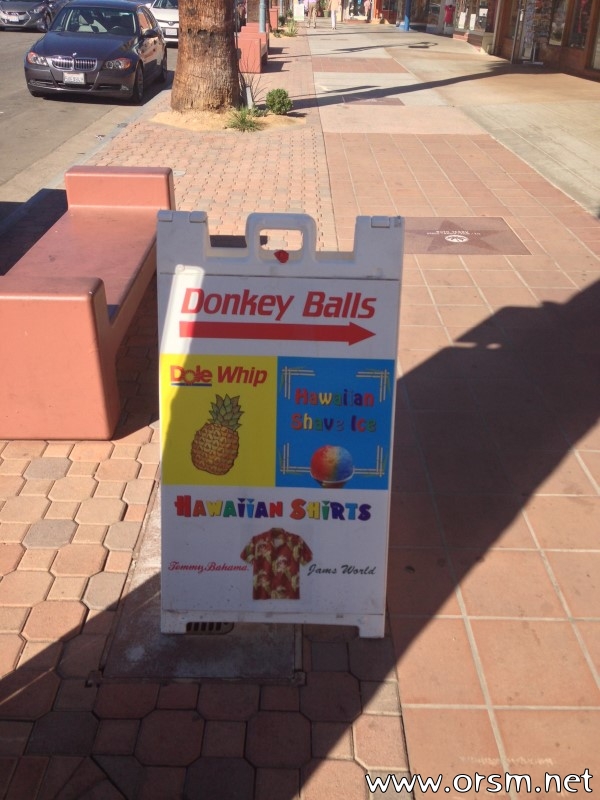 Donkey Balls
Dole Whip
Hawaiian
Shave Ice
HAWAIIAN SHIRTS
Tommy Bahama
Jams World
www.orsm.net